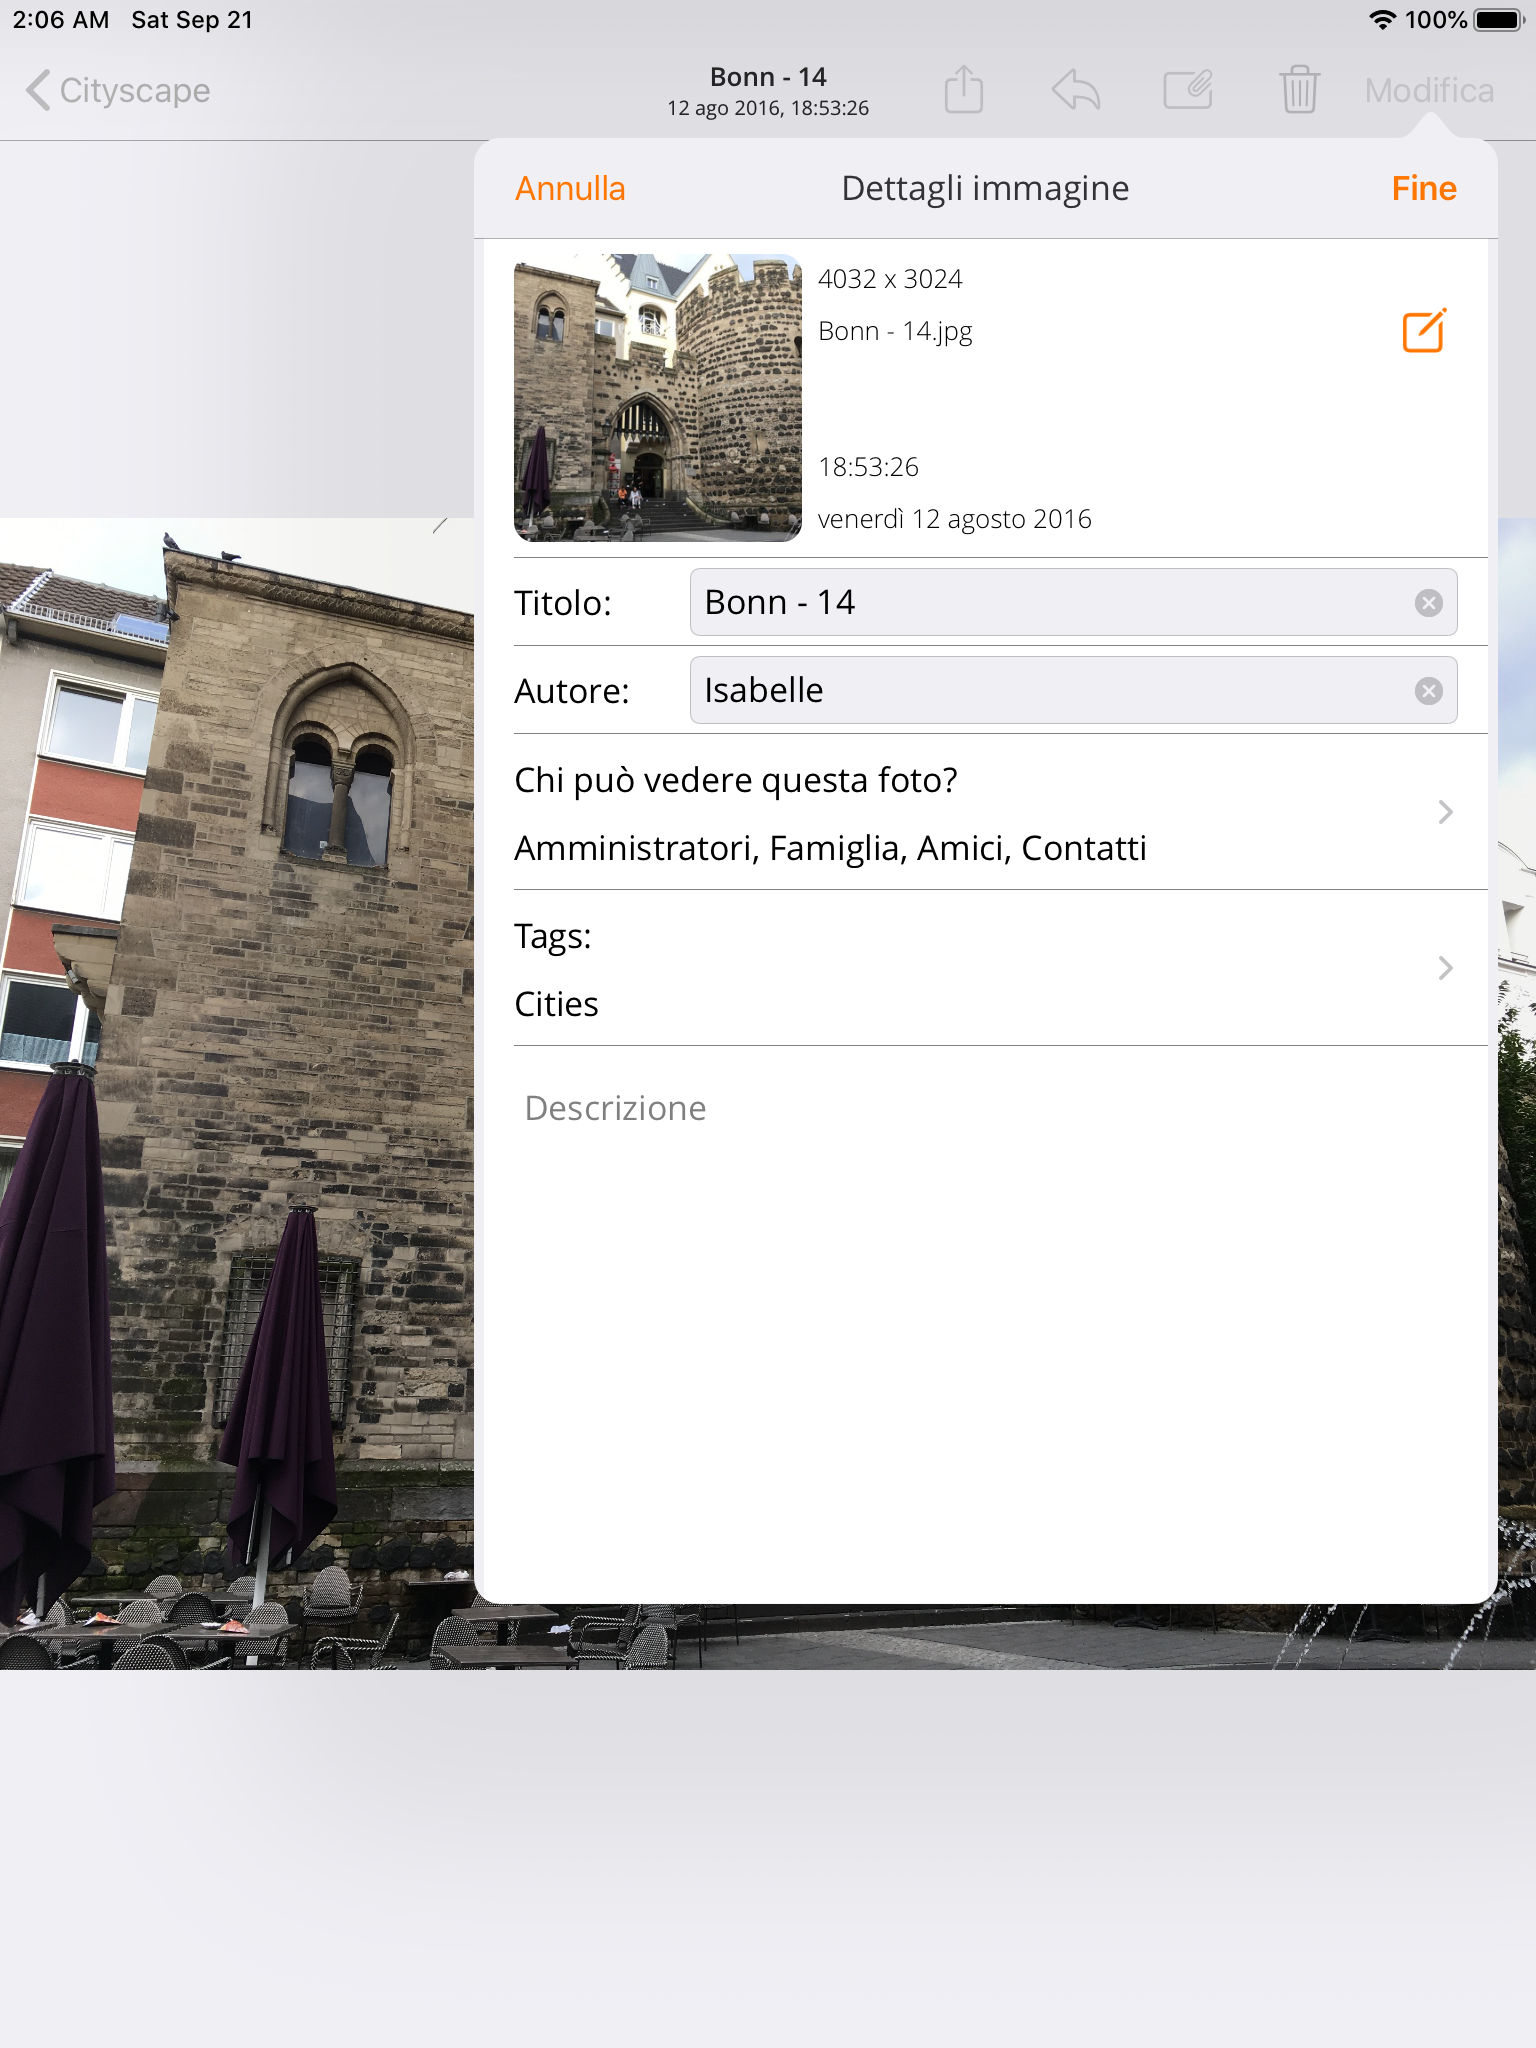 2:06 AM Sat Sep 21 100%
Cityscape
Bonn - 14
12 ago 2016, 18:53:26
Modifica
Annulla
Dettagli immagine
Fine
4032 x 3024
Bonn - 14.jpg
18:53:26
venerdì 12 agosto 2016
Titolo: Bonn - 14
Autore: Isabelle
Chi può vedere questa foto?
Amministratori, Famiglia, Amici, Contatti
Tags:
Cities
Descrizione